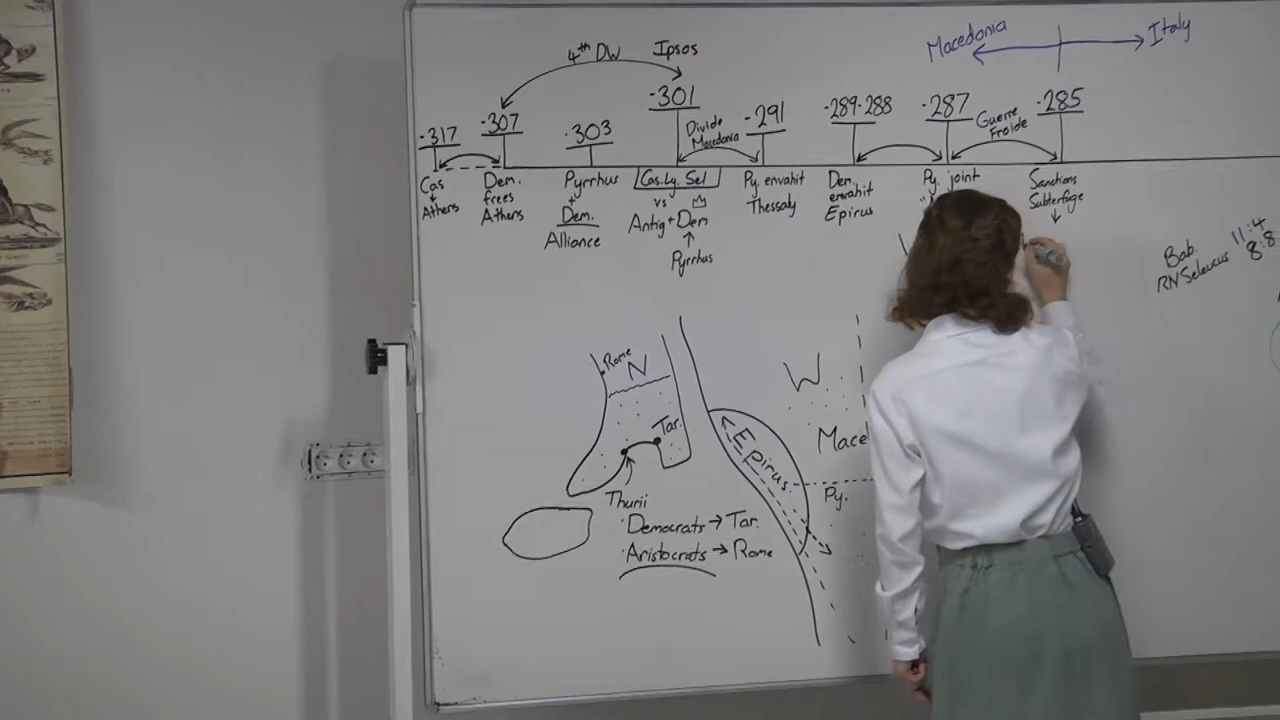 Macedonia
Italy
4th DW
Ipsos
-317
-307
-303
-301
-291
-289-288
-287
-285
Divide
Macedonia
Guerre
Froide
Cas
Athens
Dem.
frees
Athens
Pyrrhus
+
Dem.
Alliance
Cas. Ly. Sel
vs
Antig + Dem
↑
Pyrrhus
Py. envahit
Thessaly
Dem.
envahit
Epirus
Py. joint
Sanctions
Subterfuge
↓
Bab. 11:4
RN Seleucus 8:8
Rome
N
Tar.
Thurii
Democrats → Tar.
Aristocrats → Rome
Epirus
W
Mace
Py.